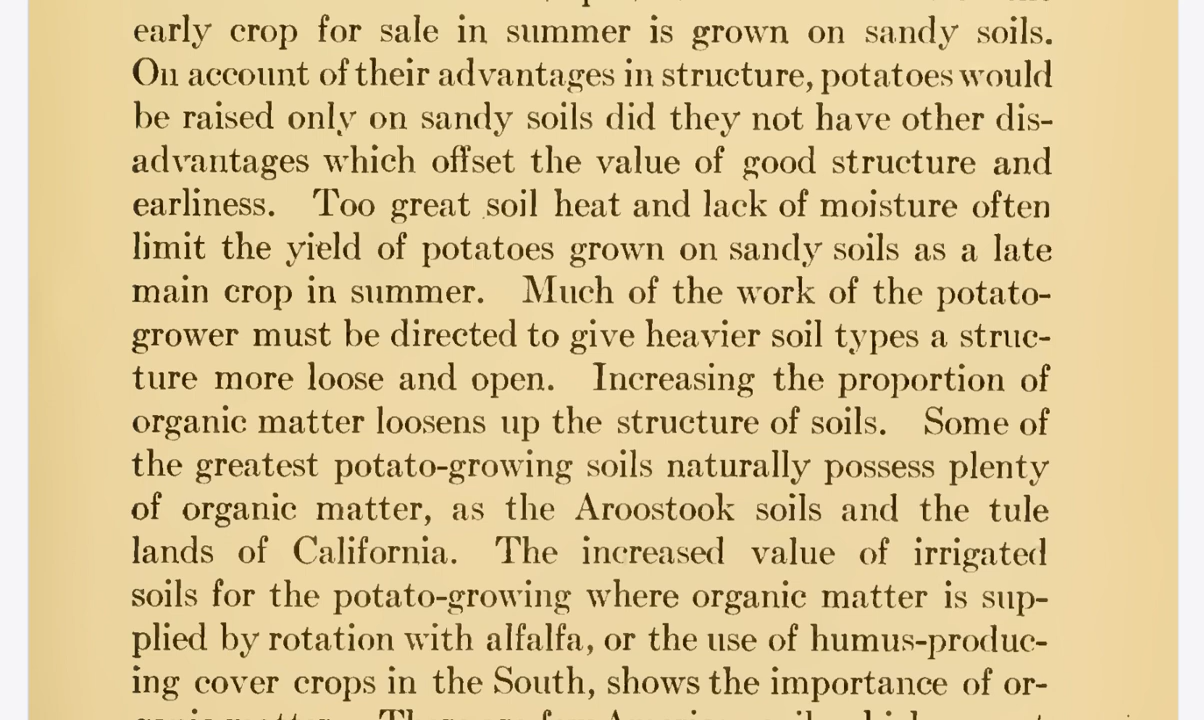 early crop for sale in summer is grown on sandy soils.
On account of their advantages in structure, potatoes would
be raised only on sandy soils did they not have other dis-
advantages which offset the value of good structure and
earliness. Too great soil heat and lack of moisture often
limit the yield of potatoes grown on sandy soils as a late
main crop in summer. Much of the work of the potato-
grower must be directed to give heavier soil types a struc-
ture more loose and open. Increasing the proportion of
organic matter loosens up the structure of soils. Some of
the greatest potato-growing soils naturally possess plenty
of organic matter, as the Aroostook soils and the tule
lands of California. The increased value of irrigated
soils for the potato-growing where organic matter is sup-
plied by rotation with alfalfa, or the use of humus-produc-
ing cover crops in the South, shows the importance of or-